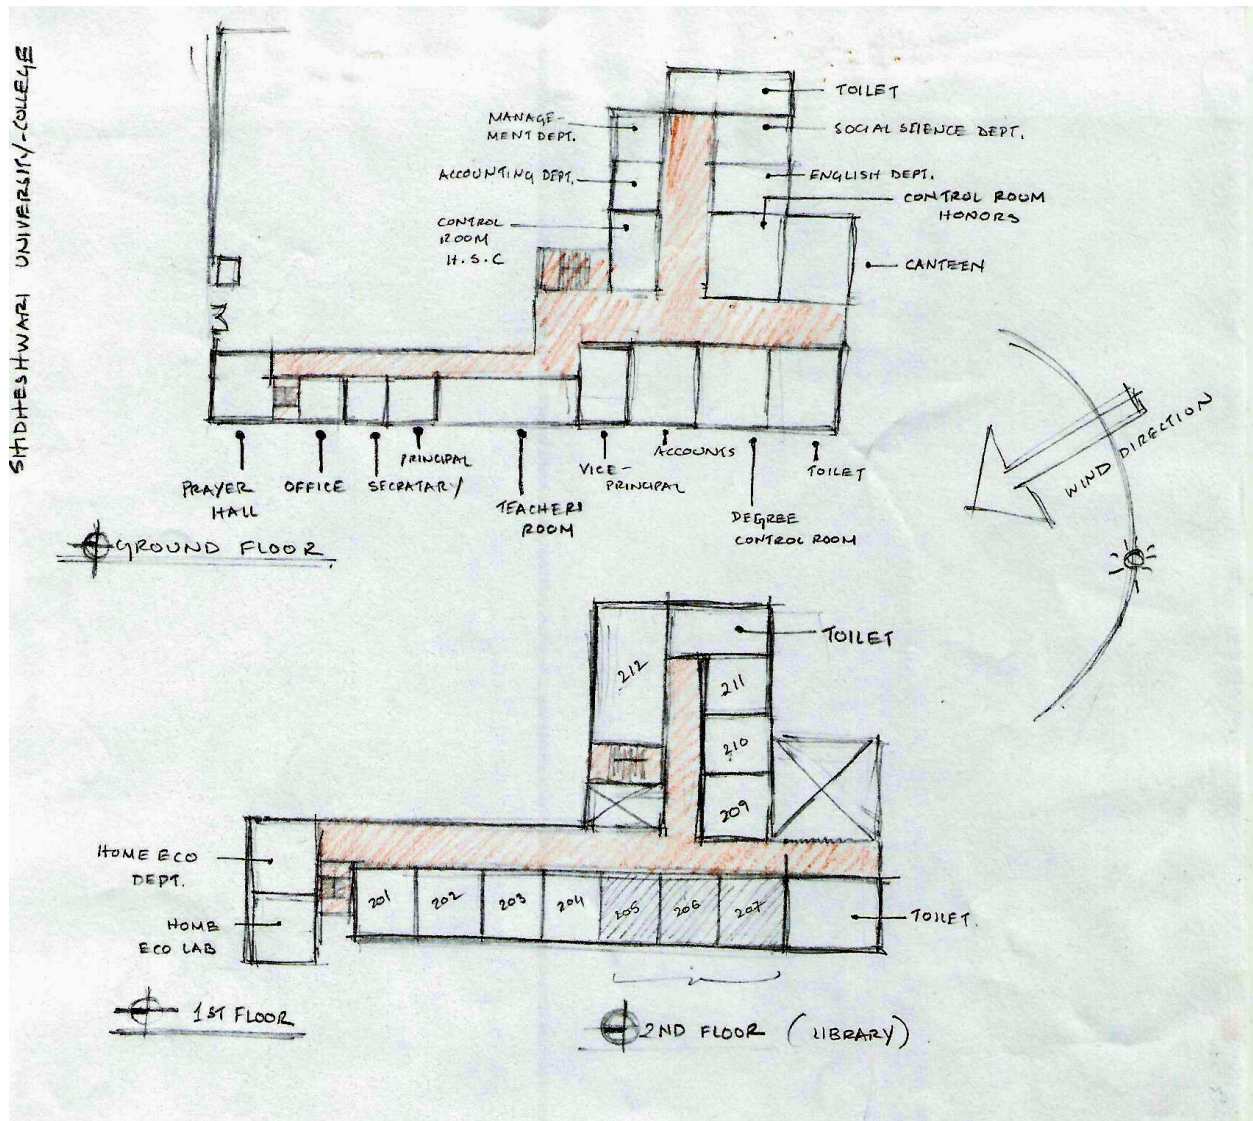 SIHDHESHWARI UNIVERSITY-COLLEGE
TOILET
MANAGE-
MENT DEPT.
SOCIAL SCIENCE DEPT.
ACCOUNTING DEPT.
ENGLISH DEPT.
CONTROL ROOM
HONORS
CONTROL
ROOM
H.S.C
CANTEEN
WIND DIRECTION
PRAYER
HALL
OFFICE
SECRATARY
PRINCIPAL
TEACHERS
ROOM
VICE-
PRINCIPAL
ACCOUNTS
DEGREE
CONTROL ROOM
TOILET
GROUND FLOOR
212
TOILET
211
210
209
HOME ECO
DEPT.
HOME
ECO LAB
201
202
203
204
205
206
207
TOILET.
1ST FLOOR
2ND FLOOR (LIBRARY)